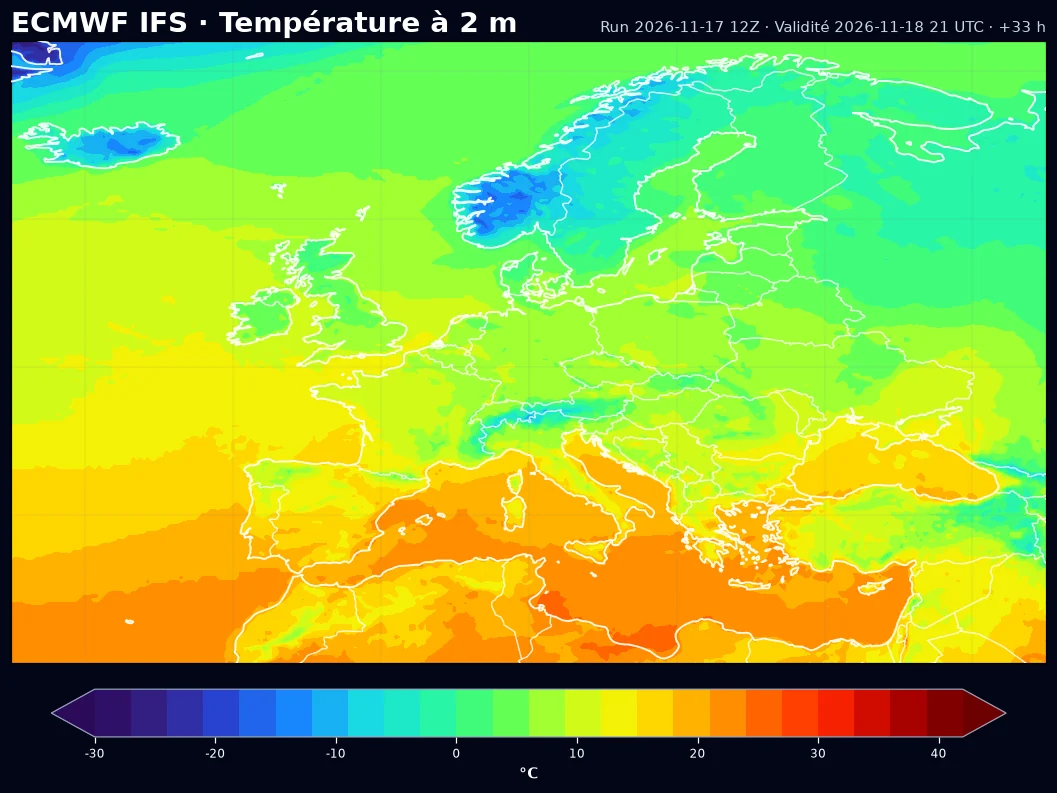 ECMWF IFS · Température à 2 m
Run 2026-11-17 12Z · Validité 2026-11-18 21 UTC · +33 h
-30 -20 -10 0 10 20 30 40
°C